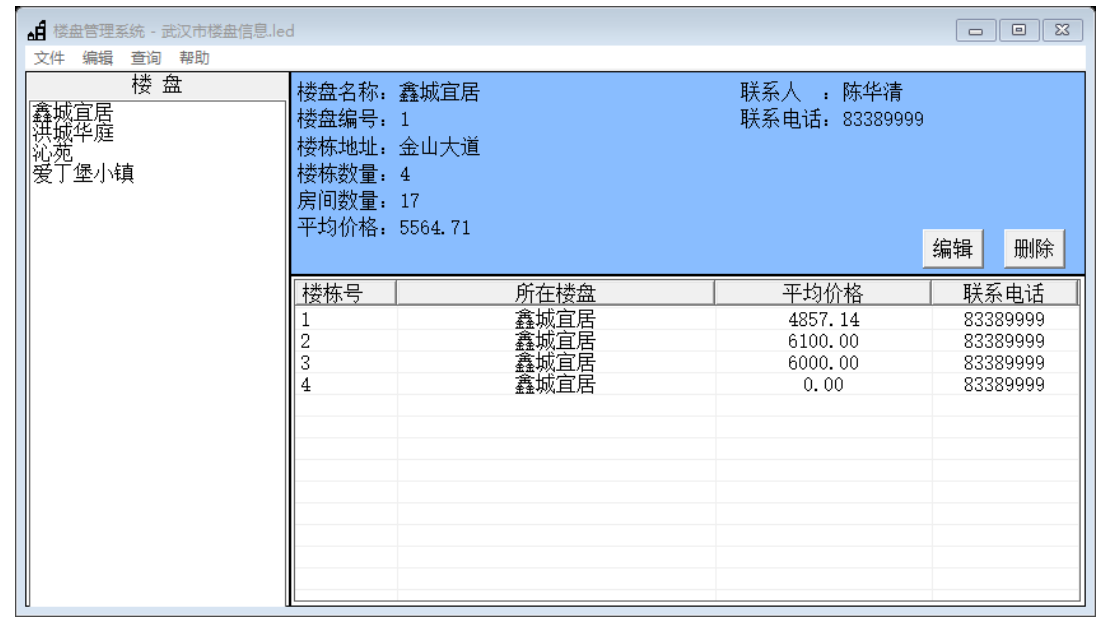 楼盘管理系统 - 武汉市楼盘信息.led
文件 编辑 查询 帮助
楼 盘
鑫城宜居
洪城华庭
沁苑
爱丁堡小镇
楼盘名称：鑫城宜居 联系人 ：陈华清
楼盘编号：1 联系电话：83389999
楼栋地址：金山大道
楼栋数量：4
房间数量：17
平均价格：5564.71
编辑 删除
楼栋号 所在楼盘 平均价格 联系电话
1 鑫城宜居 4857.14 83389999
2 鑫城宜居 6100.00 83389999
3 鑫城宜居 6000.00 83389999
4 鑫城宜居 0.00 83389999